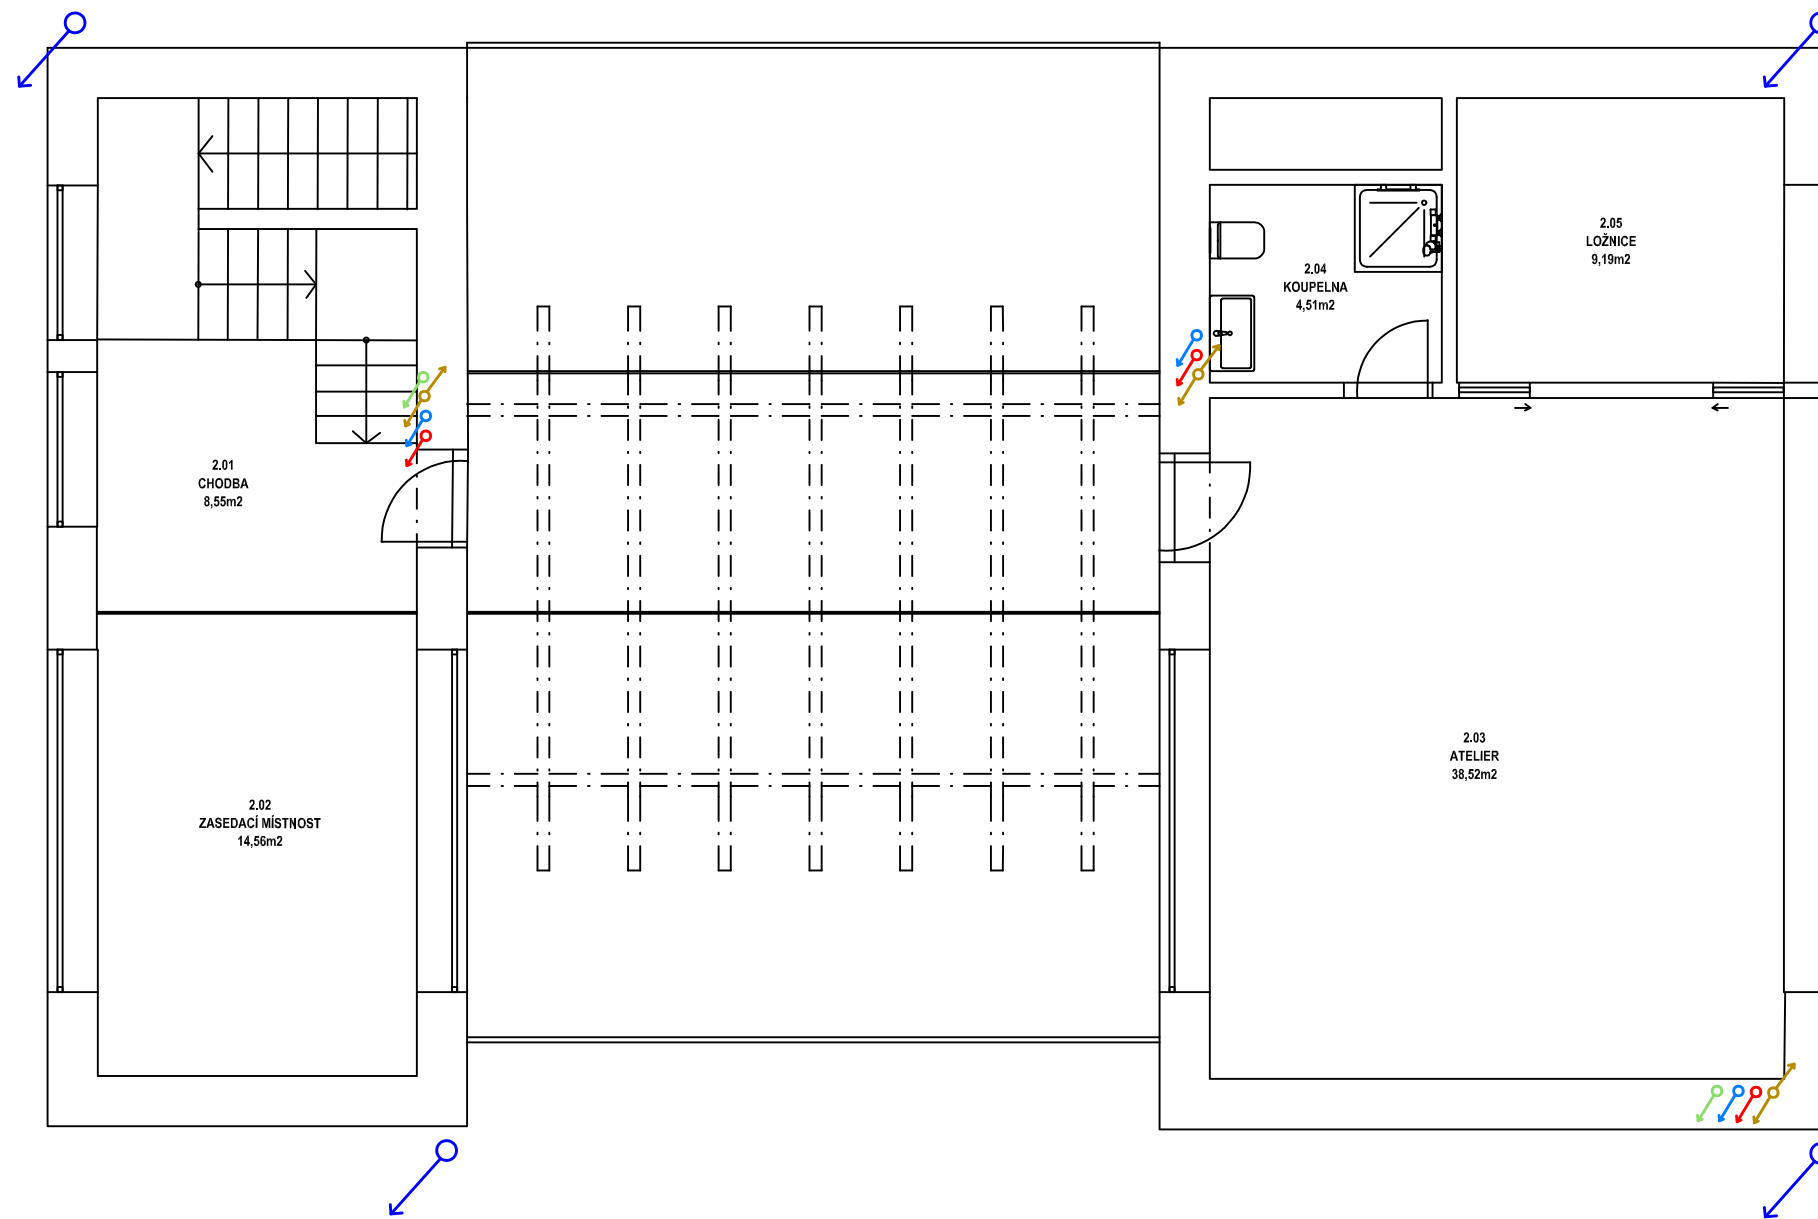 2.01
CHODBA
8,55m2
2.02
ZASEDACÍ MÍSTNOST
14,56m2
2.03
ATELIER
38,52m2
2.04
KOUPELNA
4,51m2
2.05
LOŽNICE
9,19m2